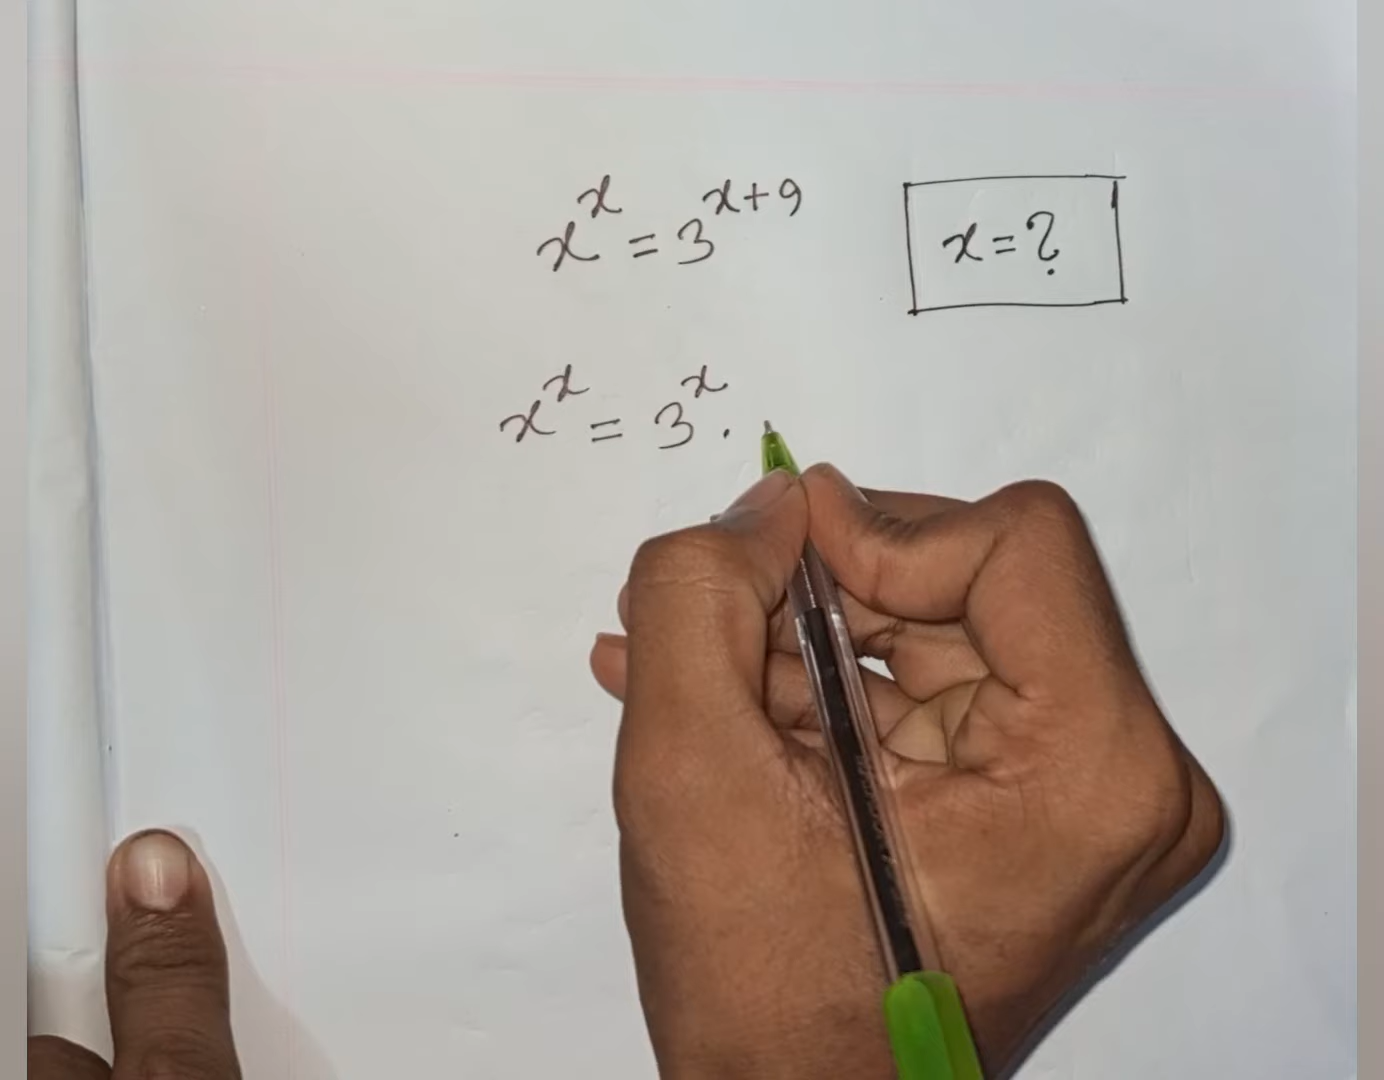 x^x = 3^{x+9}
x = ?
x^x = 3^x .